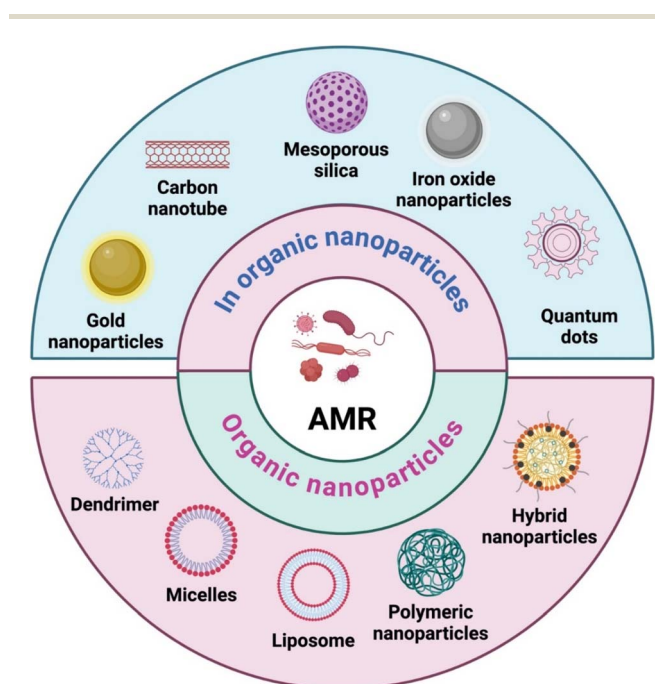 Mesoporous
silica
Iron oxide
nanoparticles
Carbon
nanotube
Gold
nanoparticles
Quantum
dots
In organic nanoparticles
AMR
Organic nanoparticles
Dendrimer
Micelles
Liposome
Polymeric
nanoparticles
Hybrid
nanoparticles